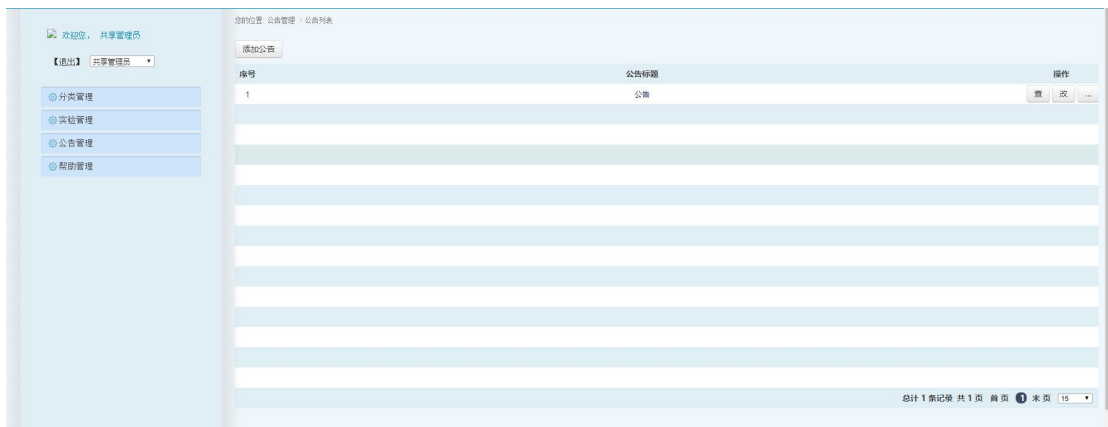 欢迎您， 共享管理员
【退出】 共享管理员
分类管理
实验管理
公告管理
帮助管理
您的位置: 公告管理 > 公告列表
添加公告
序号 公告标题 操作
1 公告 查 改 ...
总计 1 条记录 共 1 页 首 页 1 末 页 15